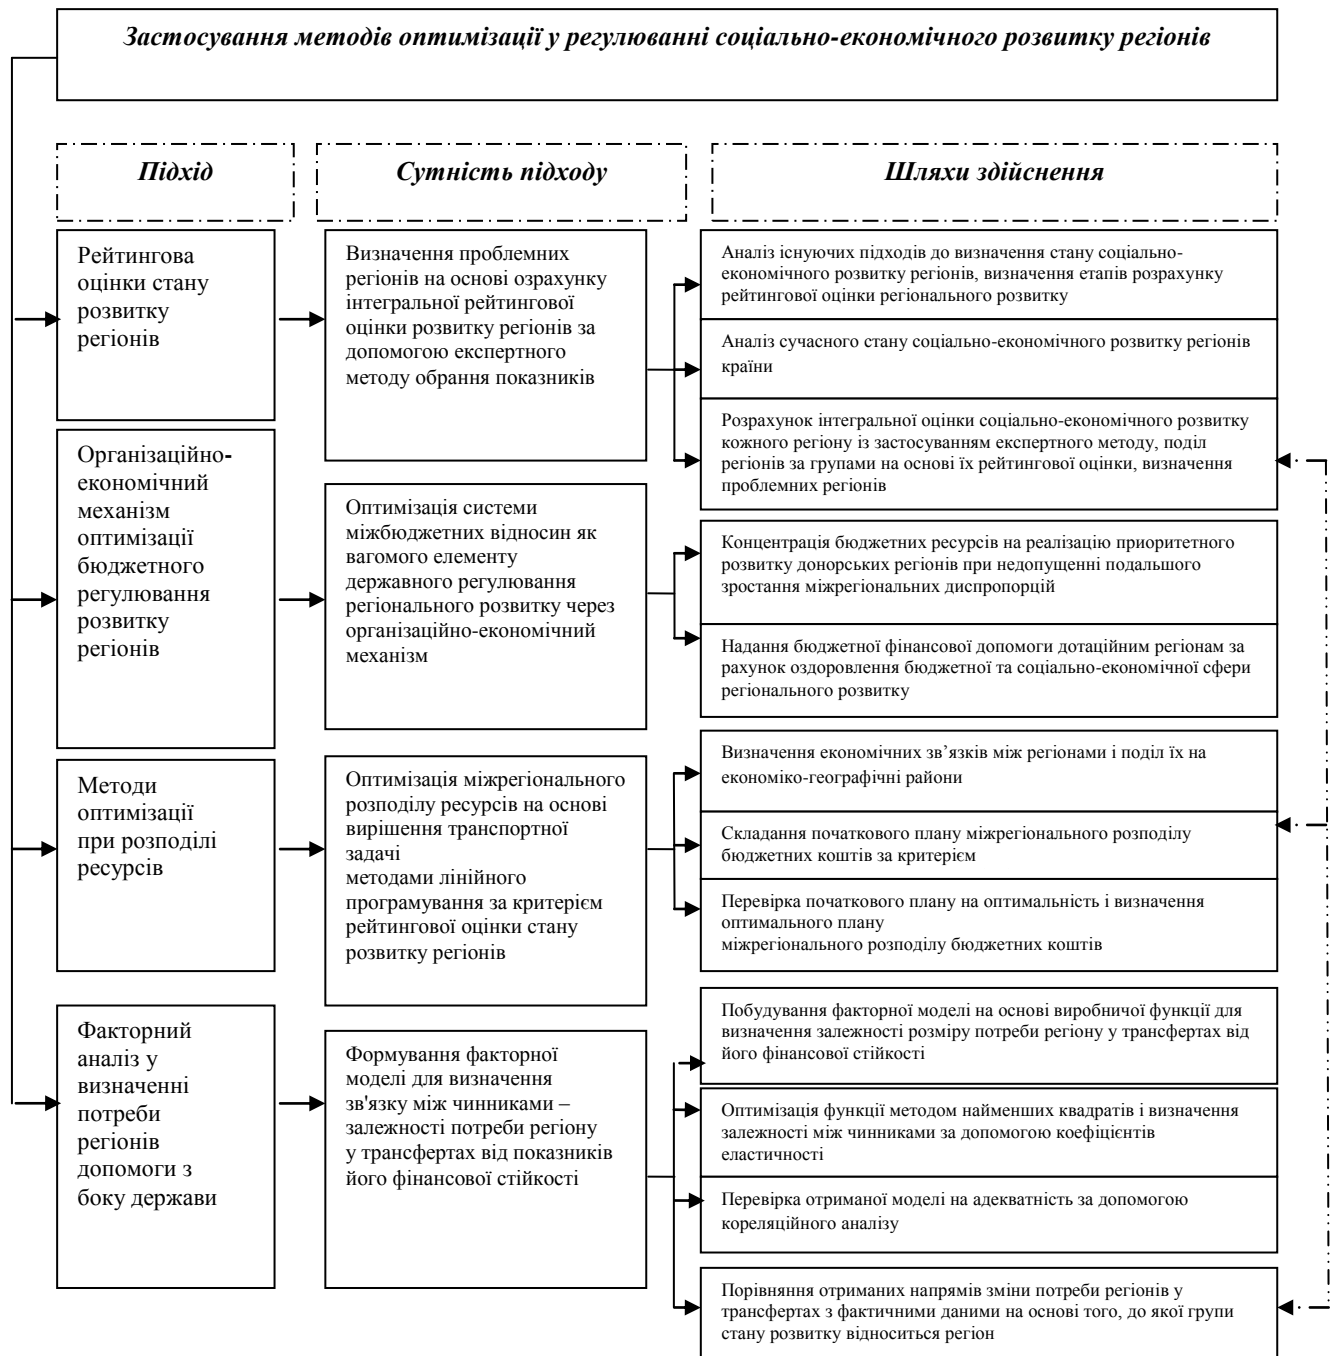 Застосування методів оптимізації у регулюванні соціально-економічного розвитку регіонів
Підхід
Сутність підходу
Шляхи здійснення
Рейтингова
оцінки стану
розвитку
регіонів
Визначення проблемних
регіонів на основі озрахунку
інтегральної рейтингової
оцінки розвитку регіонів за
допомогою експертного
методу обрання показників
Аналіз існуючих підходів до визначення стану соціально-
економічного розвитку регіонів, визначення етапів розрахунку
рейтингової оцінки регіонального розвитку
Аналіз сучасного стану соціально-економічного розвитку регіонів
країни
Розрахунок інтегральної оцінки соціально-економічного розвитку
кожного регіону із застосуванням експертного методу, поділ
регіонів за групами на основі їх рейтингової оцінки, визначення
проблемних регіонів
Організаційно-
економічний
механізм
оптимізації
бюджетного
регулювання
розвитку
регіонів
Оптимізація системи
міжбюджетних відносин як
вагомого елементу
державного регулювання
регіонального розвитку через
організаційно-економічний
механізм
Концентрація бюджетних ресурсів на реалізацію приоритетного
розвитку донорських регіонів при недопущенні подальшого
зростання міжрегіональних диспропорцій
Надання бюджетної фінансової допомоги дотаційним регіонам за
рахунок оздоровлення бюджетної та соціально-економічної сфери
регіонального розвитку
Методи
оптимізації
при розподілі
ресурсів
Оптимізація міжрегіонального
розподілу ресурсів на основі
вирішення транспортної
задачі
методами лінійного
програмування за критерієм
рейтингової оцінки стану
розвитку регіонів
Визначення економічних зв’язків між регіонами і поділ їх на
економіко-географічні райони
Складання початкового плану міжрегіонального розподілу
бюджетних коштів за критерієм
Перевірка початкового плану на оптимальність і визначення
оптимального плану
міжрегіонального розподілу бюджетних коштів
Факторний
аналіз у
визначенні
потреби
регіонів
допомоги з
боку держави
Формування факторної
моделі для визначення
зв'язку між чинниками –
залежності потреби регіону
у трансфертах від показників
його фінансової стійкості
Побудування факторної моделі на основі виробничої функції для
визначення залежності розміру потреби регіону у трансфертах від
його фінансової стійкості
Оптимізація функції методом найменших квадратів і визначення
залежності між чинниками за допомогою коефіцієнтів
еластичності
Перевірка отриманої моделі на адекватність за допомогою
кореляційного аналізу
Порівняння отриманих напрямів зміни потреби регіонів у
трансфертах з фактичними даними на основі того, до якої групи
стану розвитку відноситься регіон